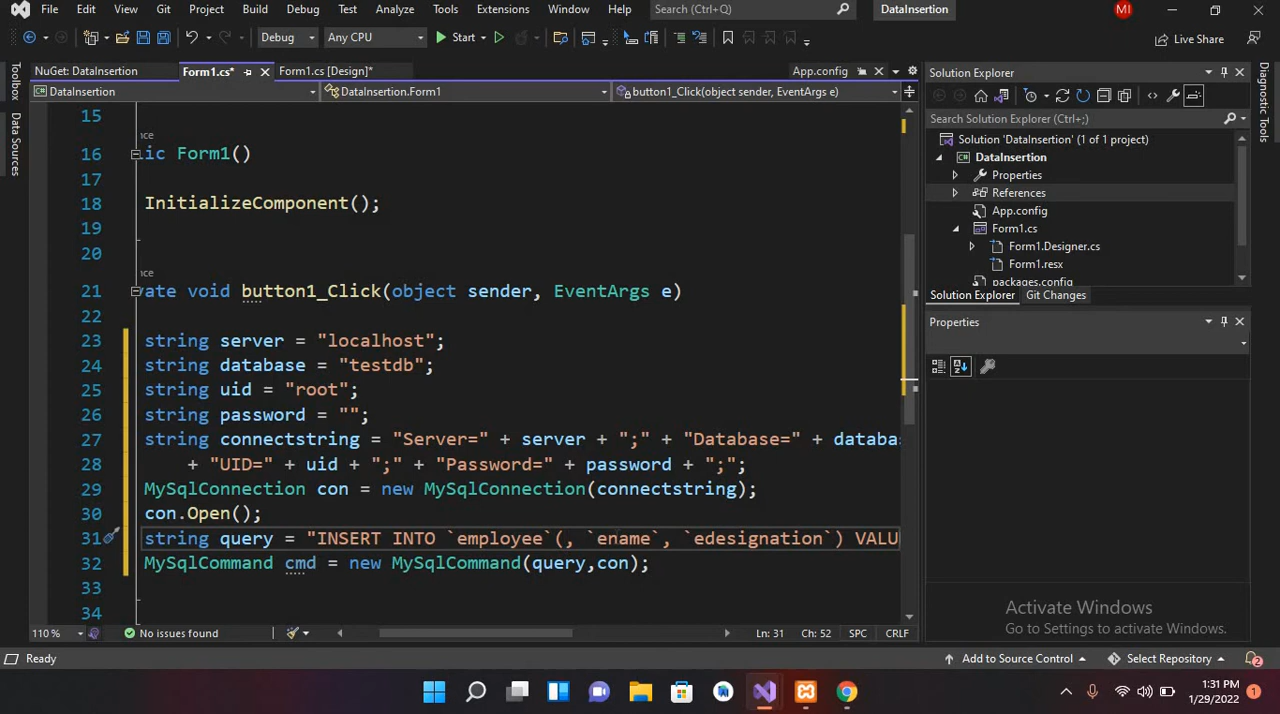 File Edit View Git Project Build Debug Test Analyze Tools Extensions Window Help Search (Ctrl+Q) DataInsertion MI
Debug Any CPU Start Live Share
NuGet: DataInsertion Form1.cs* Form1.cs [Design]* App.config
DataInsertion DataInsertion.Form1 button1_Click(object sender, EventArgs e)
Toolbox
Data Sources
15
nce
16 ic Form1()
17
18 InitializeComponent();
19
20
nce
21 ate void button1_Click(object sender, EventArgs e)
22
23 string server = "localhost";
24 string database = "testdb";
25 string uid = "root";
26 string password = "";
27 string connectstring = "Server=" + server + ";" + "Database=" + databa
28 + "UID=" + uid + ";" + "Password=" + password + ";";
29 MySqlConnection con = new MySqlConnection(connectstring);
30 con.Open();
31 string query = "INSERT INTO `employee`(, `ename`, `edesignation`) VALU
32 MySqlCommand cmd = new MySqlCommand(query,con);
33
34
110 % No issues found Ln: 31 Ch: 52 SPC CRLF
Solution Explorer
Search Solution Explorer (Ctrl+;)
Solution 'DataInsertion' (1 of 1 project)
DataInsertion
Properties
References
App.config
Form1.cs
Form1.Designer.cs
Form1.resx
packages.config
Solution Explorer Git Changes
Properties
Diagnostic Tools
Activate Windows
Go to Settings to activate Windows.
Ready Add to Source Control Select Repository 2
1:31 PM
1/29/2022 1